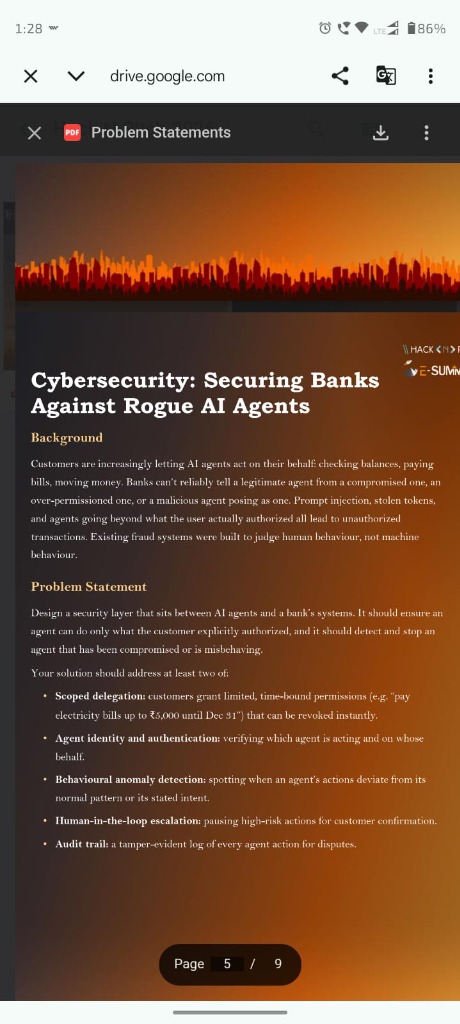 1:28
LTE 86%
drive.google.com
PDF Problem Statements
\\ HACK <N>
E-SUM
Cybersecurity: Securing Banks
Against Rogue AI Agents
Background
Customers are increasingly letting AI agents act on their behalf: checking balances, paying
bills, moving money. Banks can't reliably tell a legitimate agent from a compromised one, an
over-permissioned one, or a malicious agent posing as one. Prompt injection, stolen tokens,
and agents going beyond what the user actually authorized all lead to unauthorized
transactions. Existing fraud systems were built to judge human behaviour, not machine
behaviour.
Problem Statement
Design a security layer that sits between AI agents and a bank's systems. It should ensure an
agent can do only what the customer explicitly authorized, and it should detect and stop an
agent that has been compromised or is misbehaving.
Your solution should address at least two of:
• Scoped delegation: customers grant limited, time-bound permissions (e.g. "pay
electricity bills up to ₹5,000 until Dec 31") that can be revoked instantly.
• Agent identity and authentication: verifying which agent is acting and on whose
behalf.
• Behavioural anomaly detection: spotting when an agent's actions deviate from its
normal pattern or its stated intent.
• Human-in-the-loop escalation: pausing high-risk actions for customer confirmation.
• Audit trail: a tamper-evident log of every agent action for disputes.
Page 5 / 9